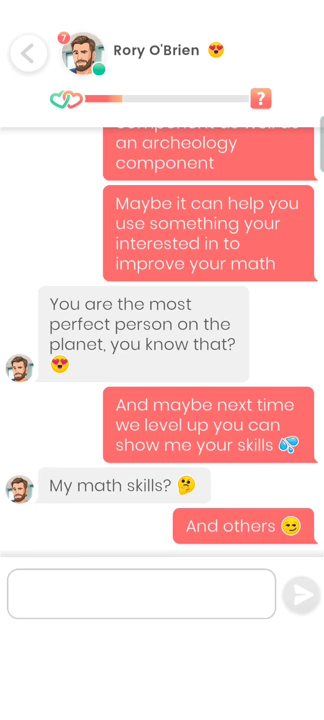 7
Rory O'Brien 😍
?
an archeology
component
Maybe it can help you
use something your
interested in to
improve your math
You are the most
perfect person on the
planet, you know that?
😍
And maybe next time
we level up you can
show me your skills 💦
My math skills? 🤔
And others 😏